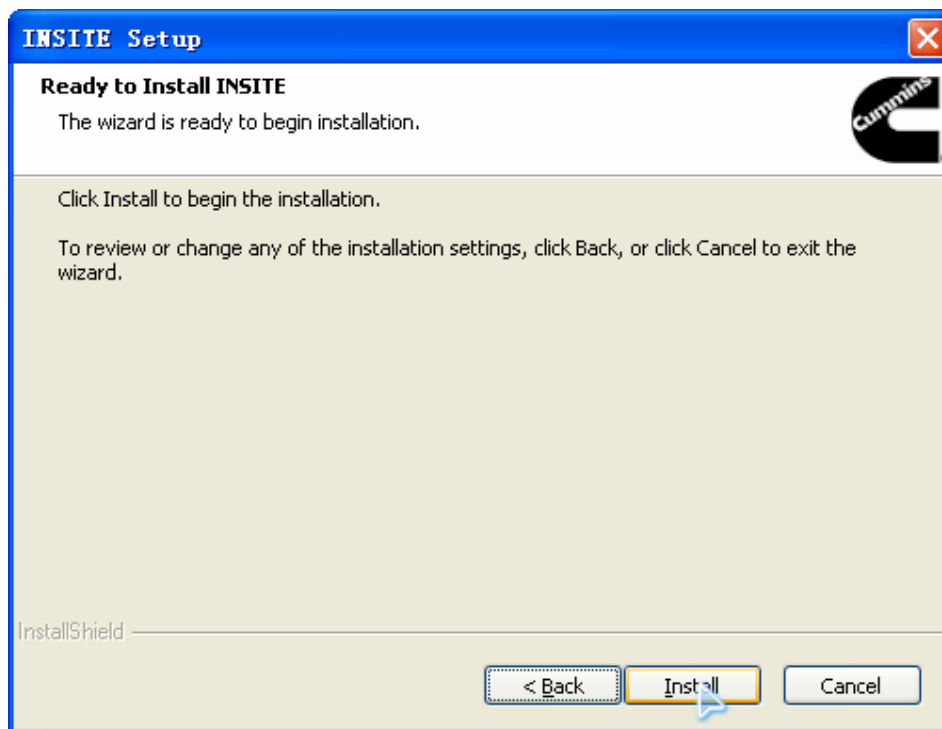 INSITE Setup
Ready to Install INSITE
The wizard is ready to begin installation.
Cummins
Click Install to begin the installation.
To review or change any of the installation settings, click Back, or click Cancel to exit the
wizard.
InstallShield
< Back
Install
Cancel